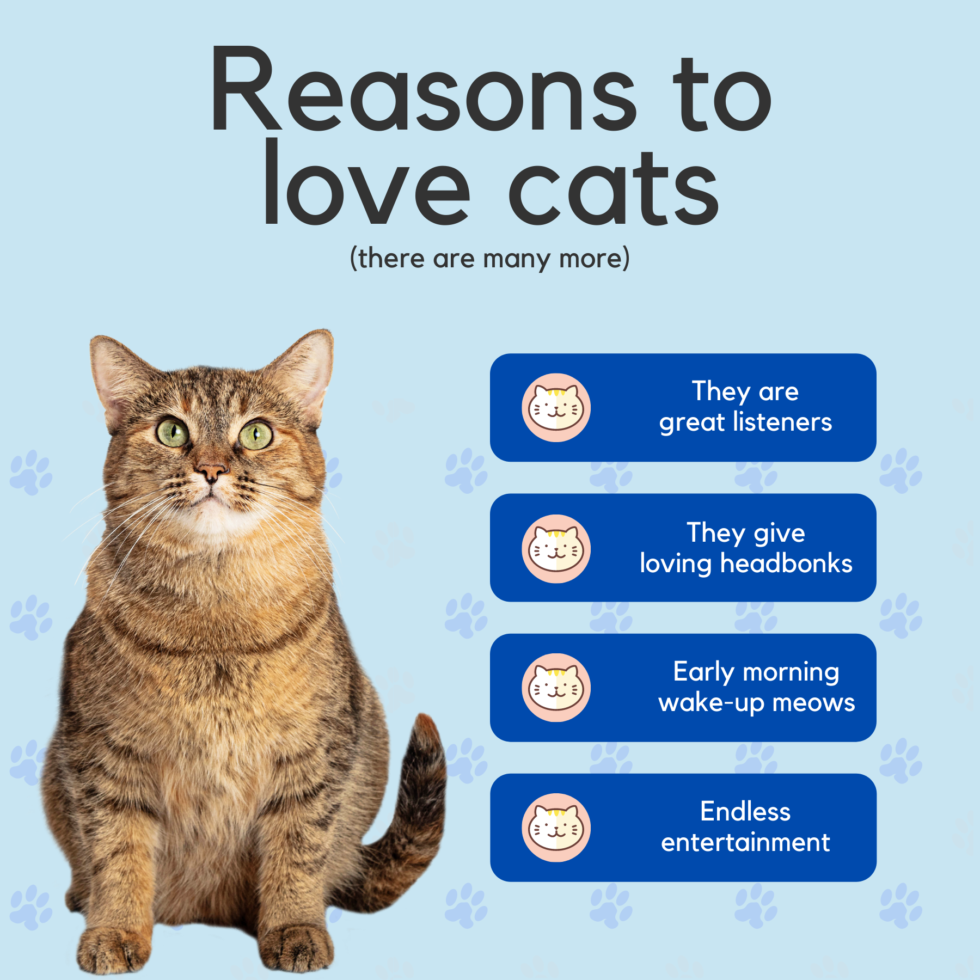 Reasons to
love cats
(there are many more)
They are
great listeners
They give
loving headbonks
Early morning
wake-up meows
Endless
entertainment